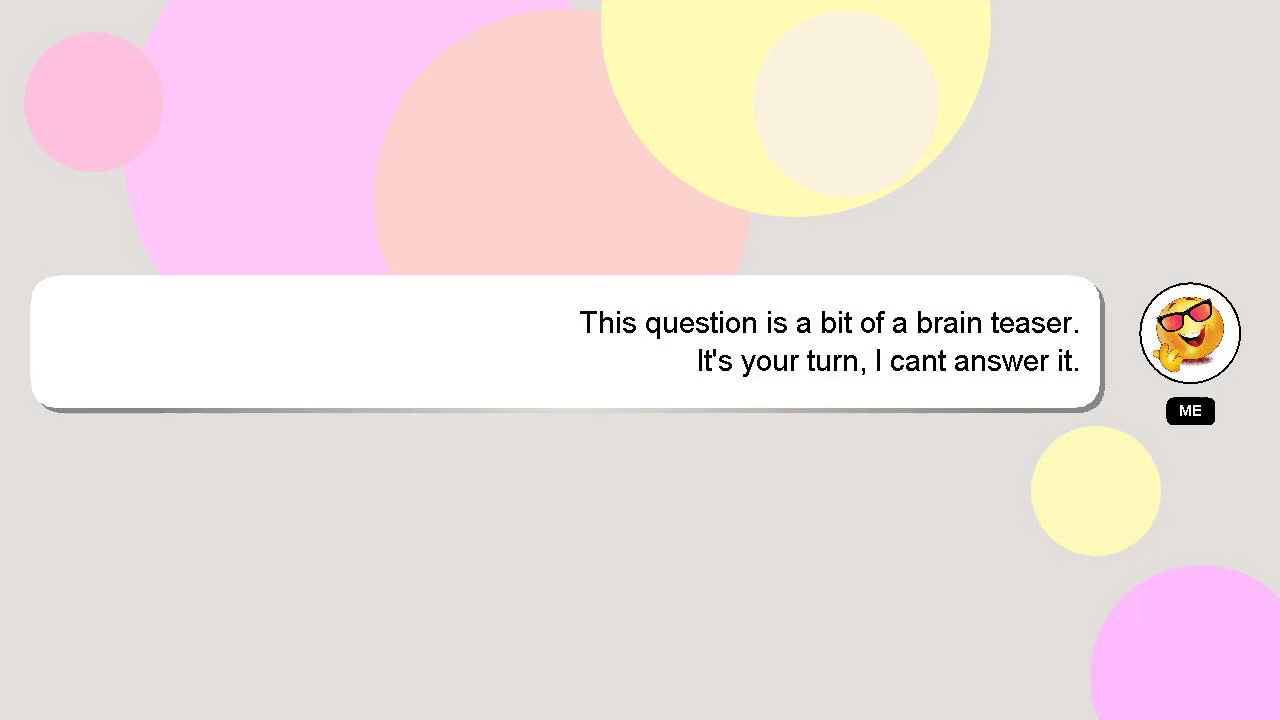 This question is a bit of a brain teaser.
It's your turn, I cant answer it.
ME